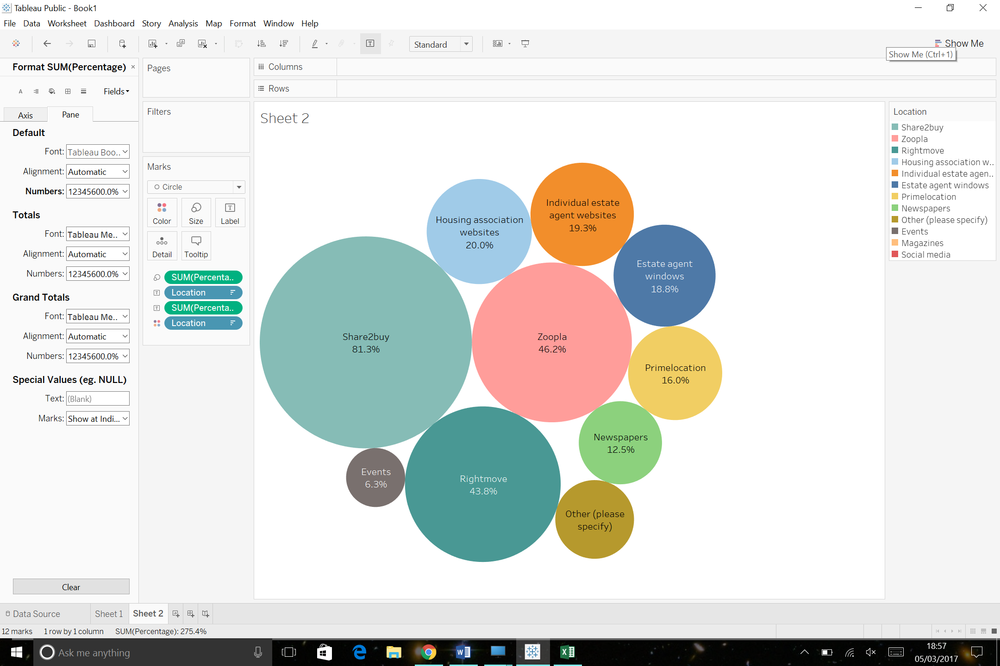 Tableau Public - Book1
File Data Worksheet Dashboard Story Analysis Map Format Window Help
Standard
Show Me
Show Me (Ctrl+1)
Format SUM(Percentage)
Fields
Axis Pane
Default
Font: Tableau Boo..
Alignment: Automatic
Numbers: 12345600.0%
Totals
Font: Tableau Me..
Alignment: Automatic
Numbers: 12345600.0%
Grand Totals
Font: Tableau Me..
Alignment: Automatic
Numbers: 12345600.0%
Special Values (eg. NULL)
Text: (Blank)
Marks: Show at Indi...
Clear
Pages
Filters
Marks
Circle
Color Size Label
Detail Tooltip
SUM(Percenta..
Location
SUM(Percenta..
Location
Columns
Rows
Sheet 2
Housing association
websites
20.0%
Individual estate
agent websites
19.3%
Estate agent
windows
18.8%
Share2buy
81.3%
Zoopla
46.2%
Primelocation
16.0%
Newspapers
12.5%
Events
6.3%
Rightmove
43.8%
Other (please
specify)
Location
Share2buy
Zoopla
Rightmove
Housing association w..
Individual estate agen..
Estate agent windows
Primelocation
Newspapers
Other (please specify)
Events
Magazines
Social media
Data Source Sheet 1 Sheet 2
12 marks 1 row by 1 column SUM(Percentage): 275.4%
Ask me anything
18:57
05/03/2017